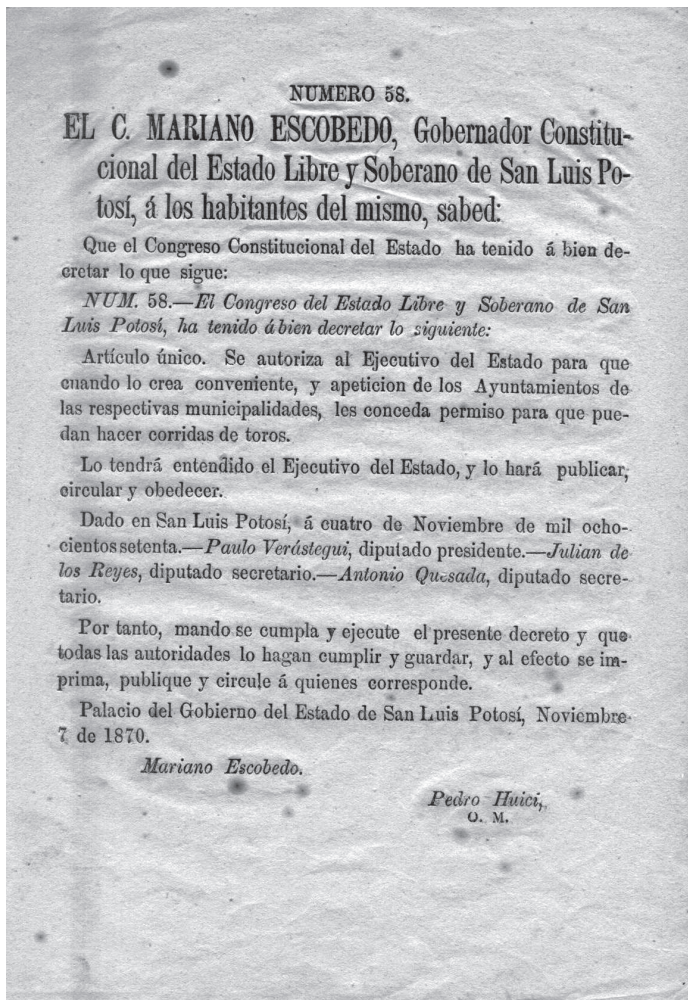 NUMERO 58.
EL C. MARIANO ESCOBEDO, Gobernador Constitu-
cional del Estado Libre y Soberano de San Luis Po-
tosí, á los habitantes del mismo, sabed:
Que el Congreso Constitucional del Estado ha tenido á bien de-
cretar lo que sigue:
NUM. 58.—El Congreso del Estado Libre y Soberano de San
Luis Potosí, ha tenido á bien decretar lo siguiente:
Artículo único. Se autoriza al Ejecutivo del Estado para que
cuando lo crea conveniente, y apeticion de los Ayuntamientos de
las respectivas municipalidades, les conceda permiso para que pue-
dan hacer corridas de toros.
Lo tendrá entendido el Ejecutivo del Estado, y lo hará publicar,
circular y obedecer.
Dado en San Luis Potosí, á cuatro de Noviembre de mil ocho-
cientos setenta.—Paulo Verástegui, diputado presidente.—Julian de
los Reyes, diputado secretario.—Antonio Quesada, diputado secre-
tario.
Por tanto, mando se cumpla y ejecute el presente decreto y que
todas las autoridades lo hagan cumplir y guardar, y al efecto se im-
prima, publique y circule á quienes corresponde.
Palacio del Gobierno del Estado de San Luis Potosí, Noviembre
7 de 1870.
Mariano Escobedo.
Pedro Huici,
O. M.